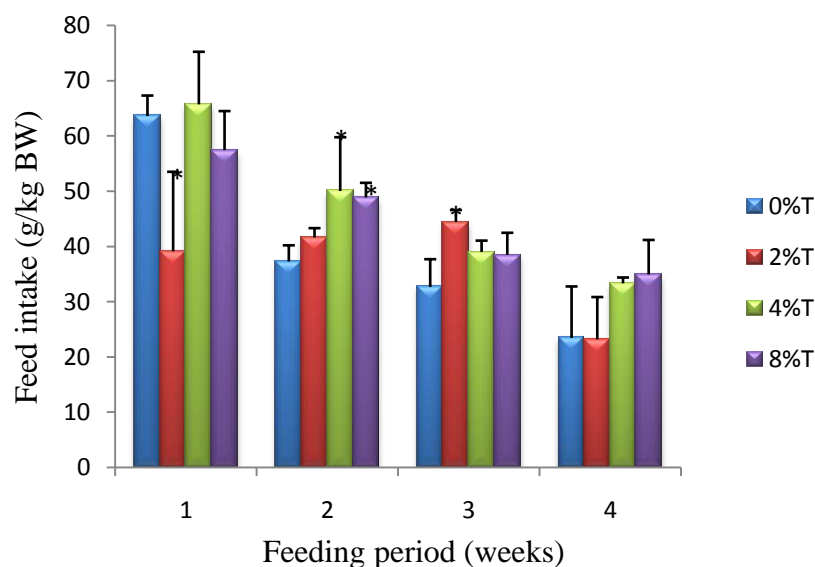 80
70
60
50
40
30
20
10
0
Feed intake (g/kg BW)
*
*
*
*
1 2 3 4
Feeding period (weeks)
0%T
2%T
4%T
8%T